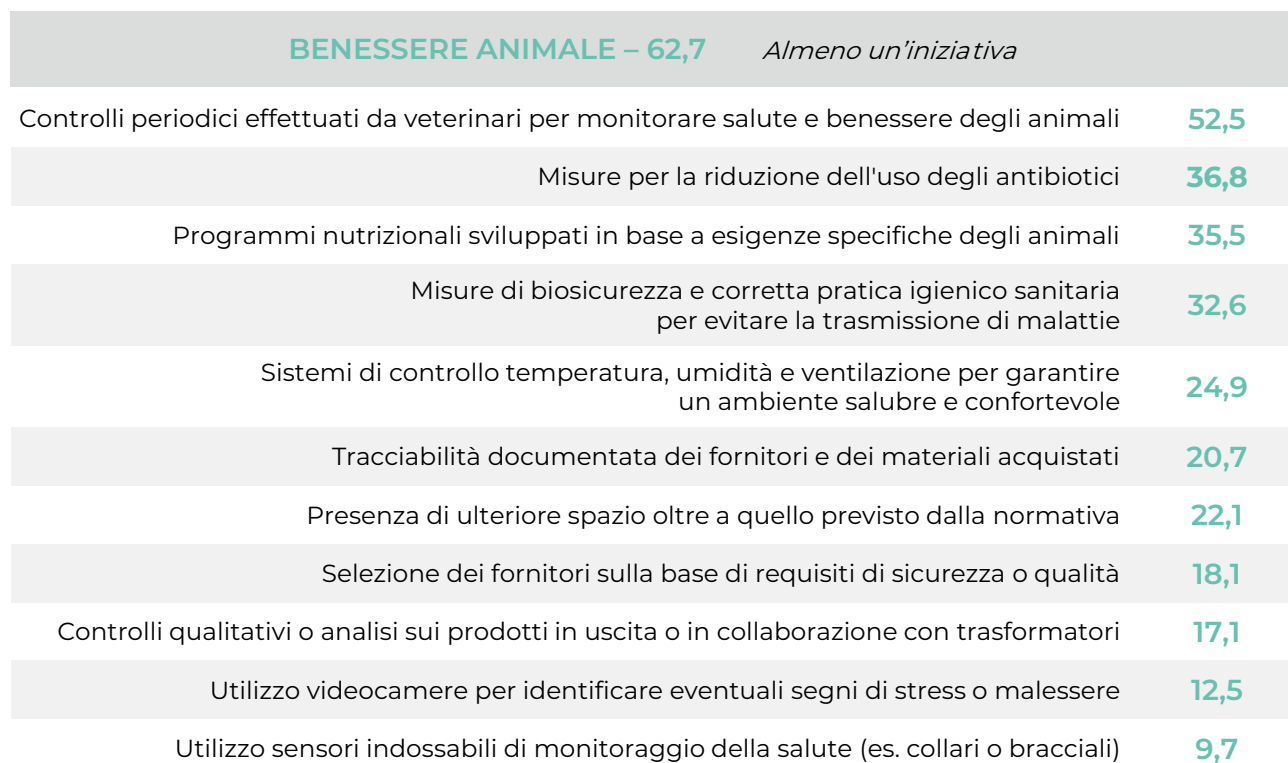 BENESSERE ANIMALE – 62,7 Almeno un'iniziativa
Controlli periodici effettuati da veterinari per monitorare salute e benessere degli animali 52,5
Misure per la riduzione dell'uso degli antibiotici 36,8
Programmi nutrizionali sviluppati in base a esigenze specifiche degli animali 35,5
Misure di biosicurezza e corretta pratica igienico sanitaria
per evitare la trasmissione di malattie 32,6
Sistemi di controllo temperatura, umidità e ventilazione per garantire
un ambiente salubre e confortevole 24,9
Tracciabilità documentata dei fornitori e dei materiali acquistati 20,7
Presenza di ulteriore spazio oltre a quello previsto dalla normativa 22,1
Selezione dei fornitori sulla base di requisiti di sicurezza o qualità 18,1
Controlli qualitativi o analisi sui prodotti in uscita o in collaborazione con trasformatori 17,1
Utilizzo videocamere per identificare eventuali segni di stress o malessere 12,5
Utilizzo sensori indossabili di monitoraggio della salute (es. collari o bracciali) 9,7